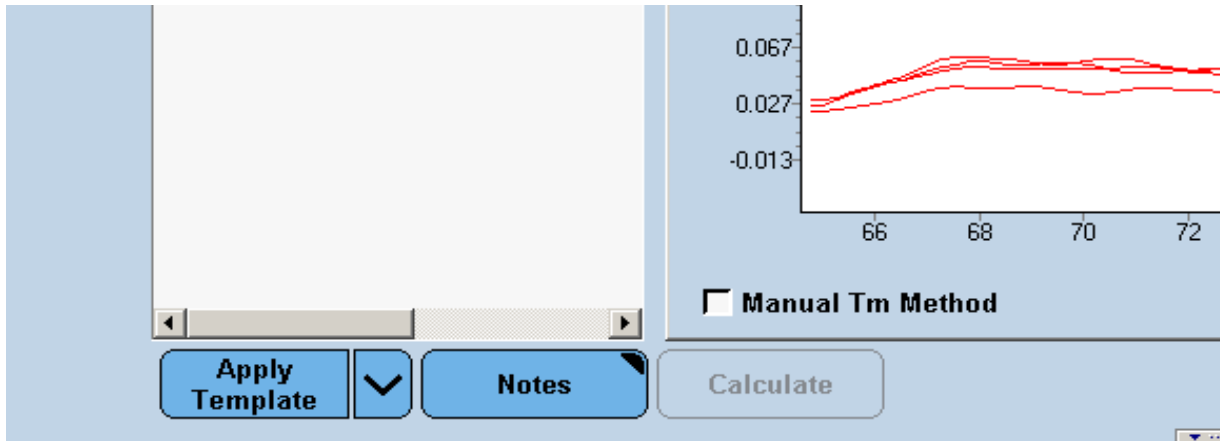 0.067
0.027
-0.013
66 68 70 72
Manual Tm Method
Apply
Template
Notes
Calculate